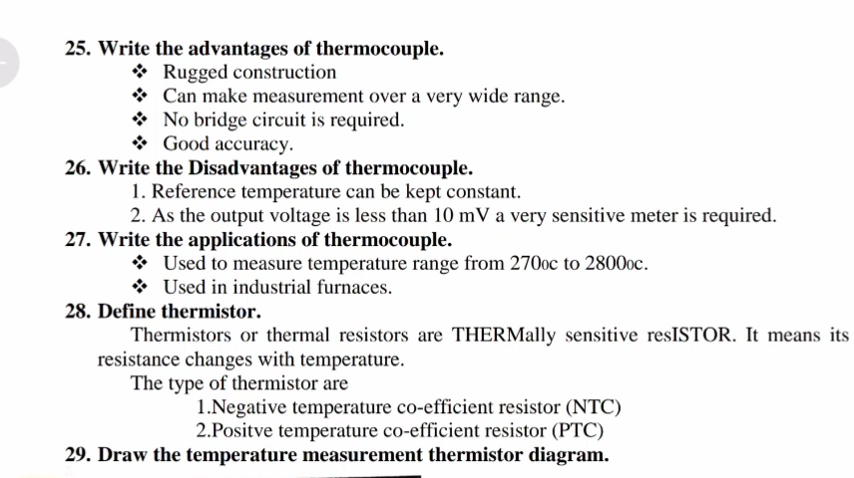 25. Write the advantages of thermocouple.
❖ Rugged construction
❖ Can make measurement over a very wide range.
❖ No bridge circuit is required.
❖ Good accuracy.
26. Write the Disadvantages of thermocouple.
1. Reference temperature can be kept constant.
2. As the output voltage is less than 10 mV a very sensitive meter is required.
27. Write the applications of thermocouple.
❖ Used to measure temperature range from 270oc to 2800oc.
❖ Used in industrial furnaces.
28. Define thermistor.
Thermistors or thermal resistors are THERMally sensitive resISTOR. It means its
resistance changes with temperature.
The type of thermistor are
1.Negative temperature co-efficient resistor (NTC)
2.Positve temperature co-efficient resistor (PTC)
29. Draw the temperature measurement thermistor diagram.